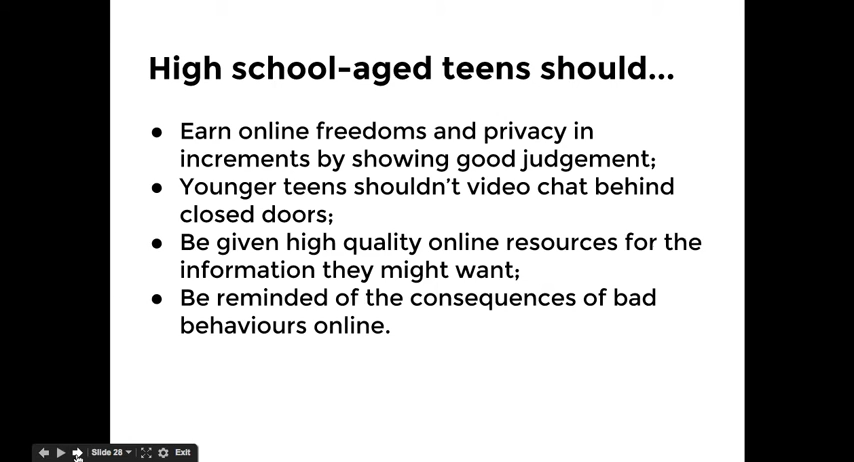 High school-aged teens should...
● Earn online freedoms and privacy in
increments by showing good judgement;
● Younger teens shouldn't video chat behind
closed doors;
● Be given high quality online resources for the
information they might want;
● Be reminded of the consequences of bad
behaviours online.
Slide 28 Exit